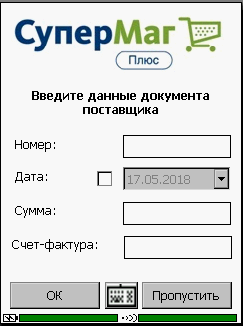 СуперМаг
Плюс
Введите данные документа
поставщика
Номер:
Дата: 17.05.2018
Сумма:
Счет-фактура:
ОК Пропустить